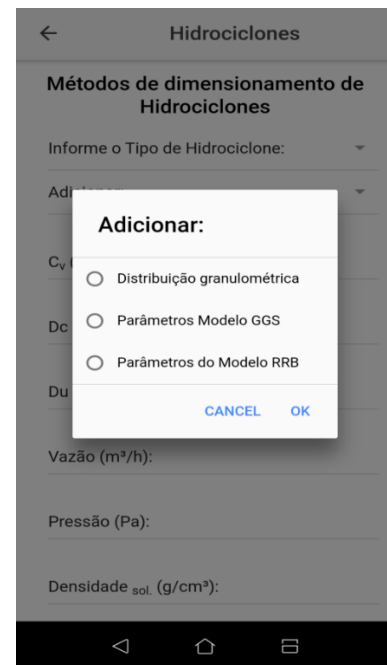 Hidrociclones
Métodos de dimensionamento de
Hidrociclones
Informe o Tipo de Hidrociclone:
Adicionar:
Distribuição granulométrica
Parâmetros Modelo GGS
Parâmetros do Modelo RRB
CANCEL OK
Cv (
Dc
Du
Vazão (m³/h):
Pressão (Pa):
Densidade sol. (g/cm³):